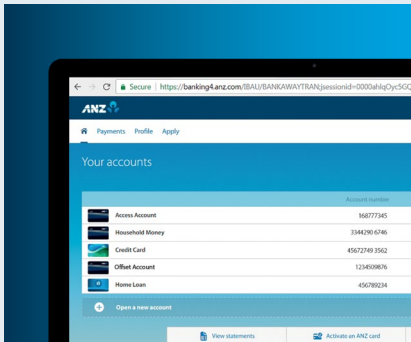 Secure https://banking4.anz.com/IBAU/BANKAWAYTRAN;jsessionid=0000ahlqOyc5GQ
ANZ
Payments Profile Apply
Your accounts
Account number
Access Account 168777345
Household Money 3344290 6746
Credit Card 45672749 3562
Offset Account 1234509876
Home Loan 456789234
Open a new account
View statements Activate an ANZ card